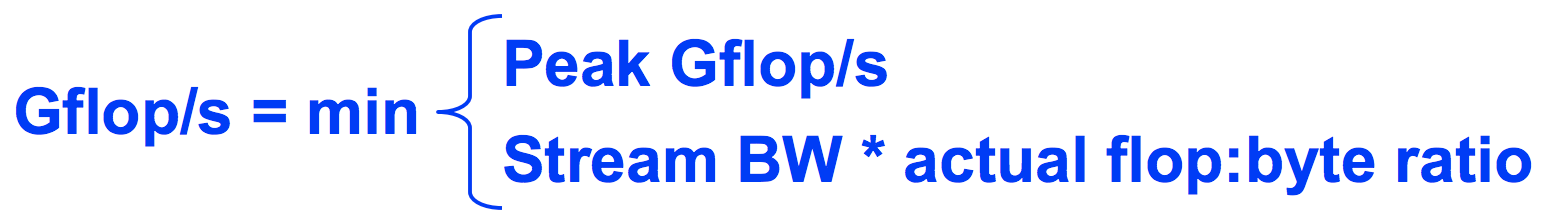 Gflop/s = min
Peak Gflop/s
Stream BW * actual flop:byte ratio